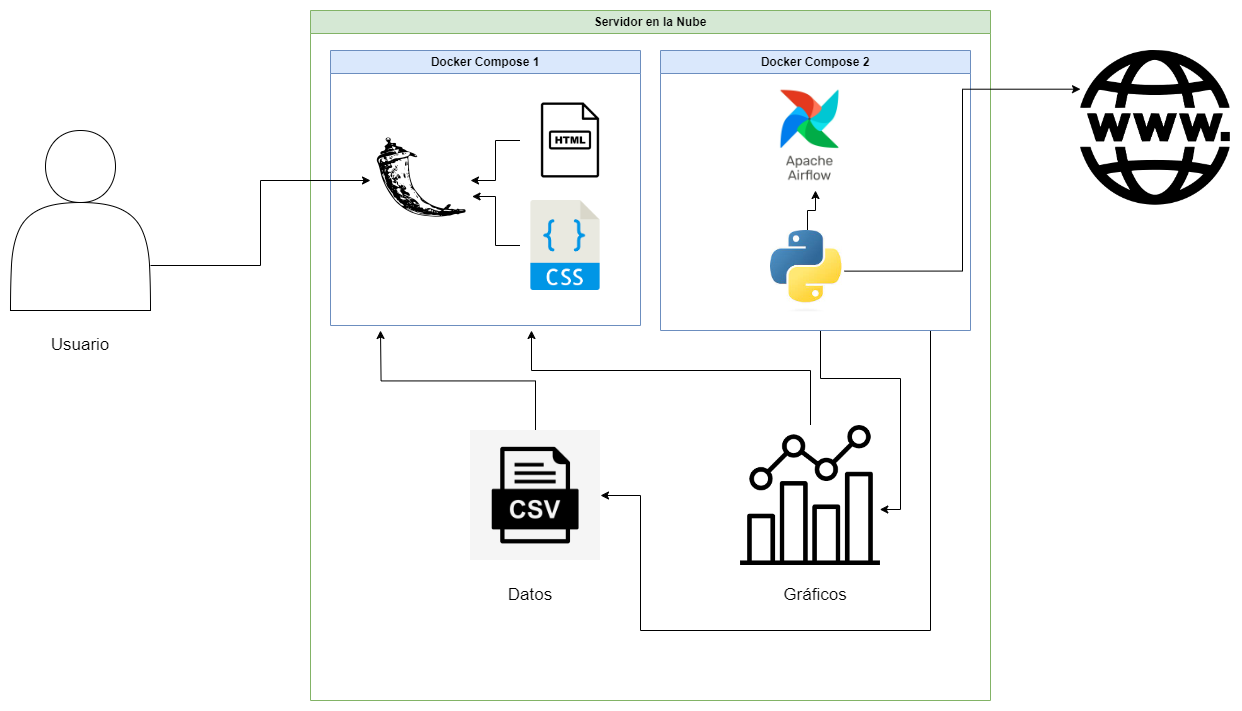 Servidor en la Nube
Docker Compose 1
Docker Compose 2
HTML
{ }
CSS
Apache
Airflow
WWW.
Usuario
CSV
Datos
Gráficos